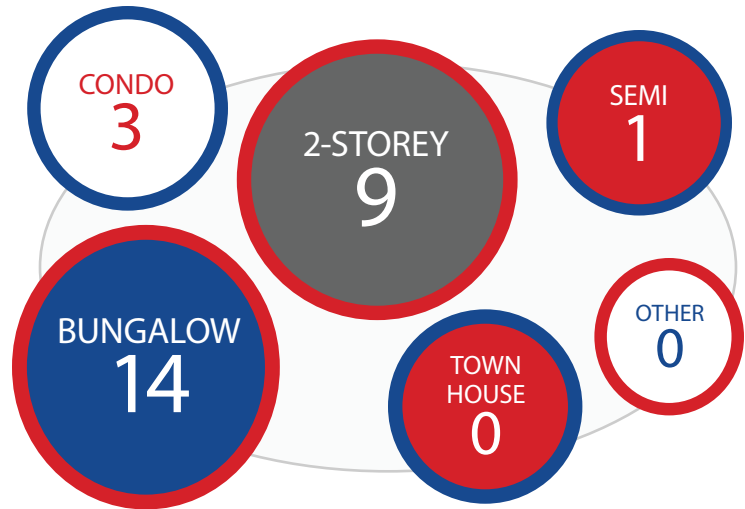 CONDO
3
2-STOREY
9
SEMI
1
BUNGALOW
14
TOWN
HOUSE
0
OTHER
0